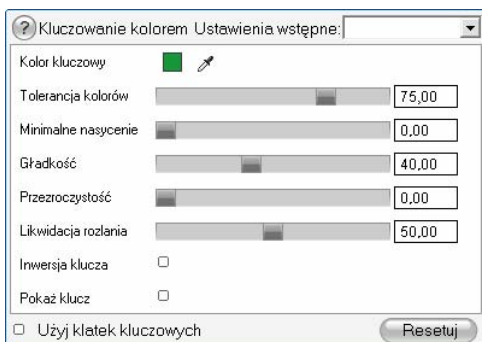 ? Kluczowanie kolorem Ustawienia wstępne:
Kolor kluczowy
Tolerancja kolorów 75,00
Minimalne nasycenie 0,00
Gładkość 40,00
Przezroczystość 0,00
Likwidacja rozlania 50,00
Inwersja klucza
Pokaż klucz
Użyj klatek kluczowych Resetuj